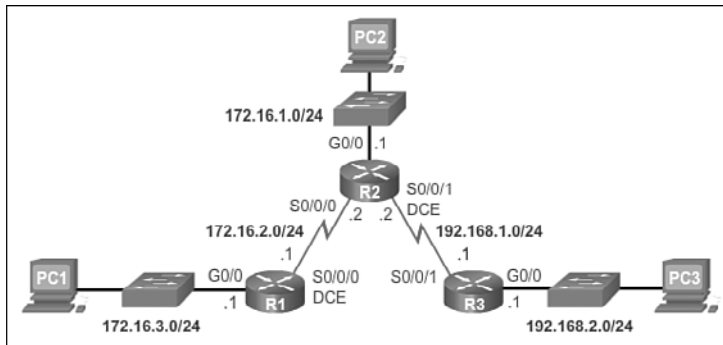 PC2
172.16.1.0/24
G0/0 .1
R2
S0/0/0
S0/0/1
DCE
.2 .2
172.16.2.0/24
192.168.1.0/24
.1
.1
PC1
G0/0
.1
R1
S0/0/0
DCE
S0/0/1
R3
G0/0
.1
PC3
172.16.3.0/24
192.168.2.0/24